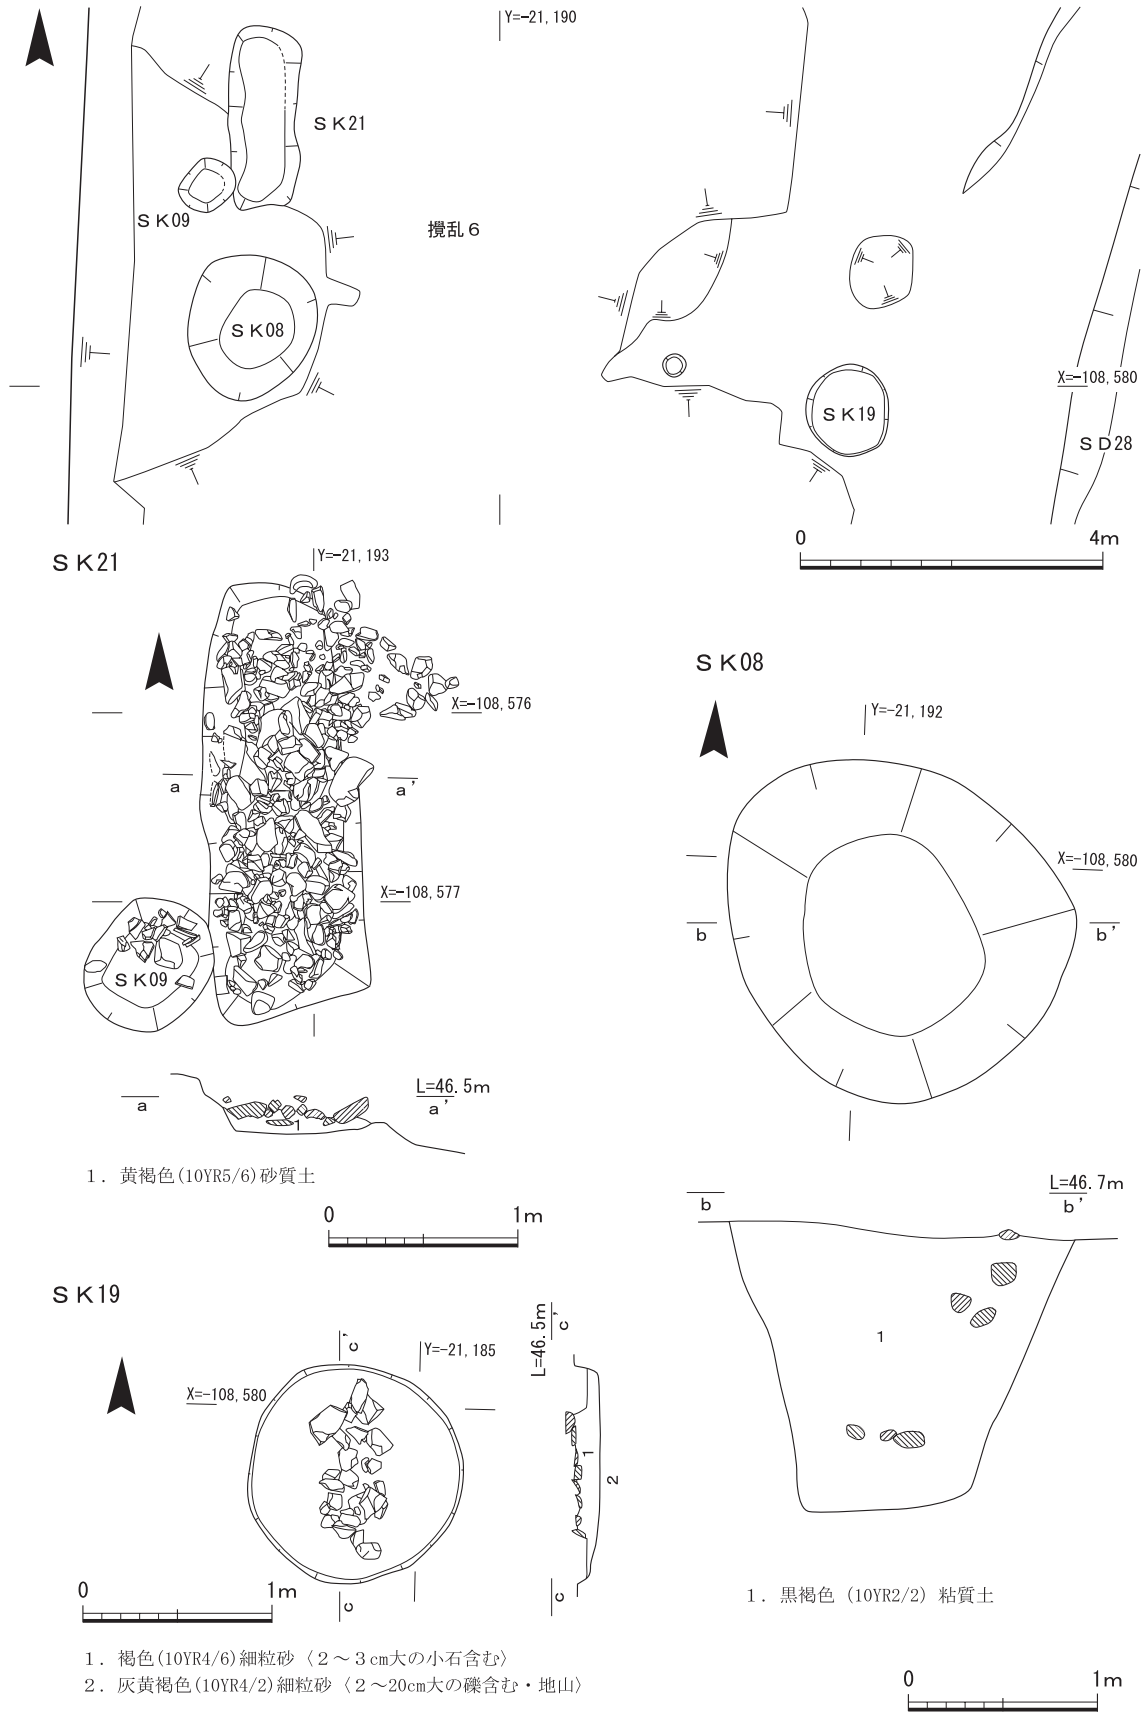 Y=-21,190
SK21
SK09
攪乱6
SK08
SK19
X=-108,580
SD28
0 4m
SK21
Y=-21,193
X=-108,576
a a'
X=-108,577
SK09
a L=46.5m a'
1
1．黄褐色(10YR5/6)砂質土
0 1m
SK08
Y=-21,192
X=-108,580
b b'
b L=46.7m b'
1
1．黒褐色（10YR2/2）粘質土
0 1m
SK19
c'
Y=-21,185
X=-108,580
c
L=46.5m c'
1
2
c
0 1m
1．褐色(10YR4/6)細粒砂〈2～3cm大の小石含む〉
2．灰黄褐色(10YR4/2)細粒砂〈2～20cm大の礫含む・地山〉